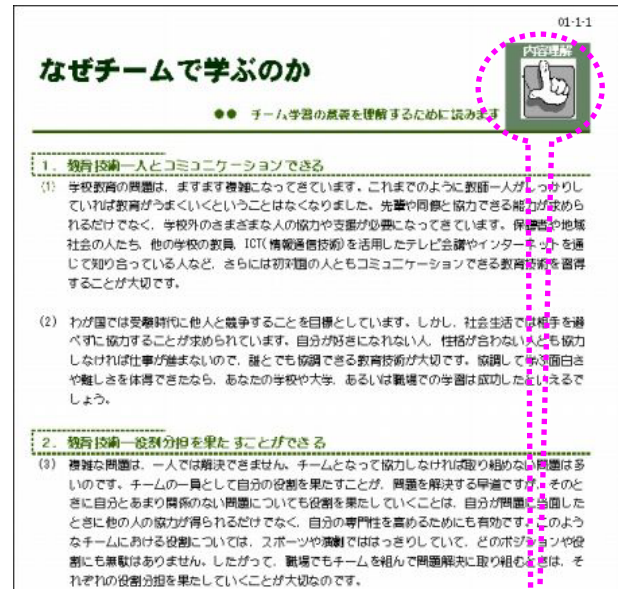 01-1-1
内容理解
なぜチームで学ぶのか
●● チーム学習の意義を理解するために読みます
1. 教育技術―人とコミュニケーションできる
(1) 学校教育の問題は、ますます複雑になってきています。これまでのように教師一人がしっかりし
ていれば教育がうまくいくということはなくなりました。先輩や同僚と協力できる能力が求めら
れるだけでなく、学校外のさまざまな人の協力や支援が必要になってきています。保護者や地域
社会の人たち、他の学校の教員、ICT(情報通信技術)を活用したテレビ会議やインターネットを通
じて知り合っている人など、さらには初対面の人ともコミュニケーションできる教育技術を習得
することが大切です。
(2) わが国では受験時代に他人と競争することを目標としています。しかし、社会生活では相手を選
べずに協力することが求められています。自分が好きになれない人、性格が合わない人とも協力
しなければ仕事が進まないので、誰とでも協調できる教育技術が大切です。協調して学ぶ面白さ
や難しさを体得できたなら、あなたの学校や大学、あるいは職場での学習は成功したといえるで
しょう。
2. 教育技術―役割分担を果たすことができる
(3) 複雑な問題は、一人では解決できません。チームとなって協力しなければ取り組めない問題は多
いのです。チームの一員として自分の役割を果たすことが、問題を解決する早道ですが、そのと
きに自分とあまり関係のない問題についても役割を果たしていくことは、自分が問題に当面した
ときに他の人の協力が得られるだけでなく、自分の専門性を高めるためにも有効です。このよう
なチームにおける役割については、スポーツや演劇でははっきりしていて、どのポジションや役
割にも無駄はありません。したがって、職場でもチームを組んで問題解決に取り組むときは、そ
れぞれの役割分担を果たしていくことが大切なのです。